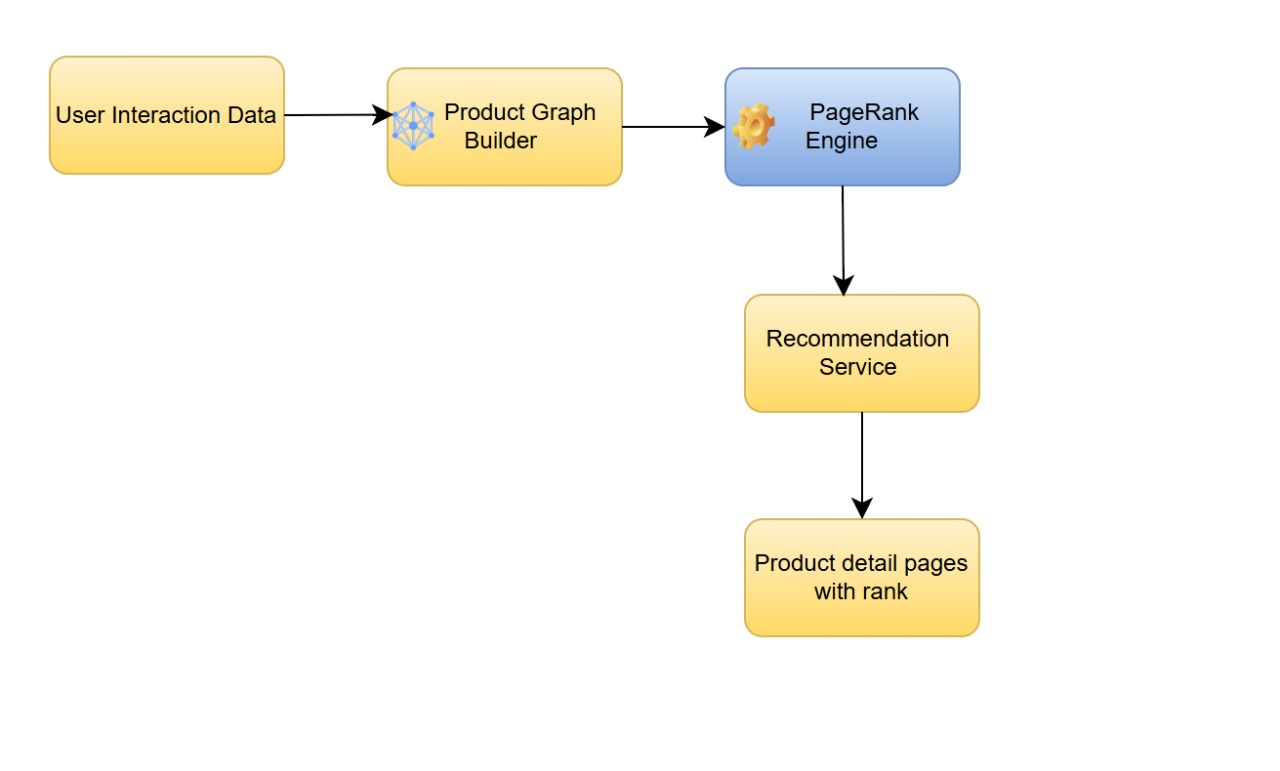 User Interaction Data
Product Graph
Builder
PageRank
Engine
Recommendation
Service
Product detail pages
with rank